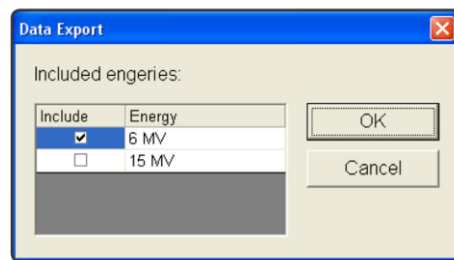 Data Export
Included engeries:
Include Energy
6 MV
15 MV
OK
Cancel